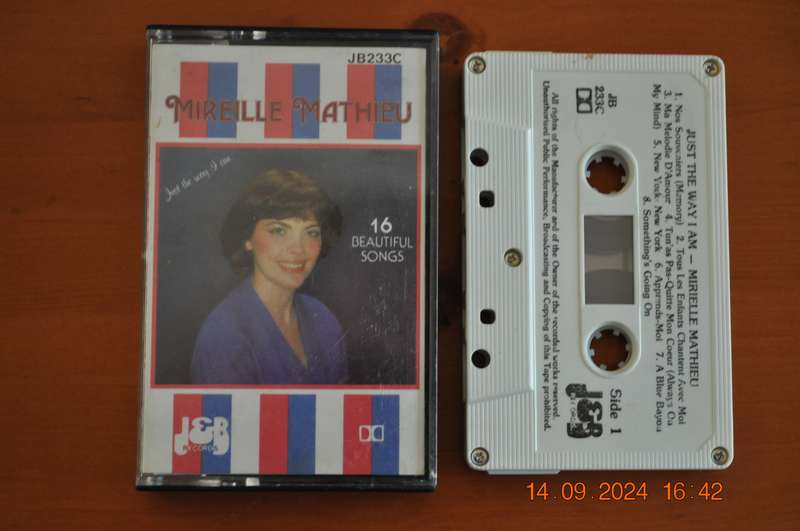 JB233C
MIREILLE MATHIEU
Just the way I am
16
BEAUTIFUL
SONGS
J&B
RECORDS
JUST THE WAY I AM — MIRIELLE MATHIEU
1. Nos Souveniers (Memory) 2. Tous Les Enfants Chantent Avec Moi
3. Ma Melodie D'Amour 4. Tun'as Pas-Quitte Mon Coeur (Always On
My Mind) 5. New York New York 6. Apprends-Moi 7. A Blue Bayou
8. Something's Going On
JB
233C
Side 1
J&B
RECORDS
All rights of the Manufacturer and of the Owner of the recorded works reserved.
Unauthorised Public Performance, Broadcasting and Copying of this Tape prohibited.
14.09.2024 16:42